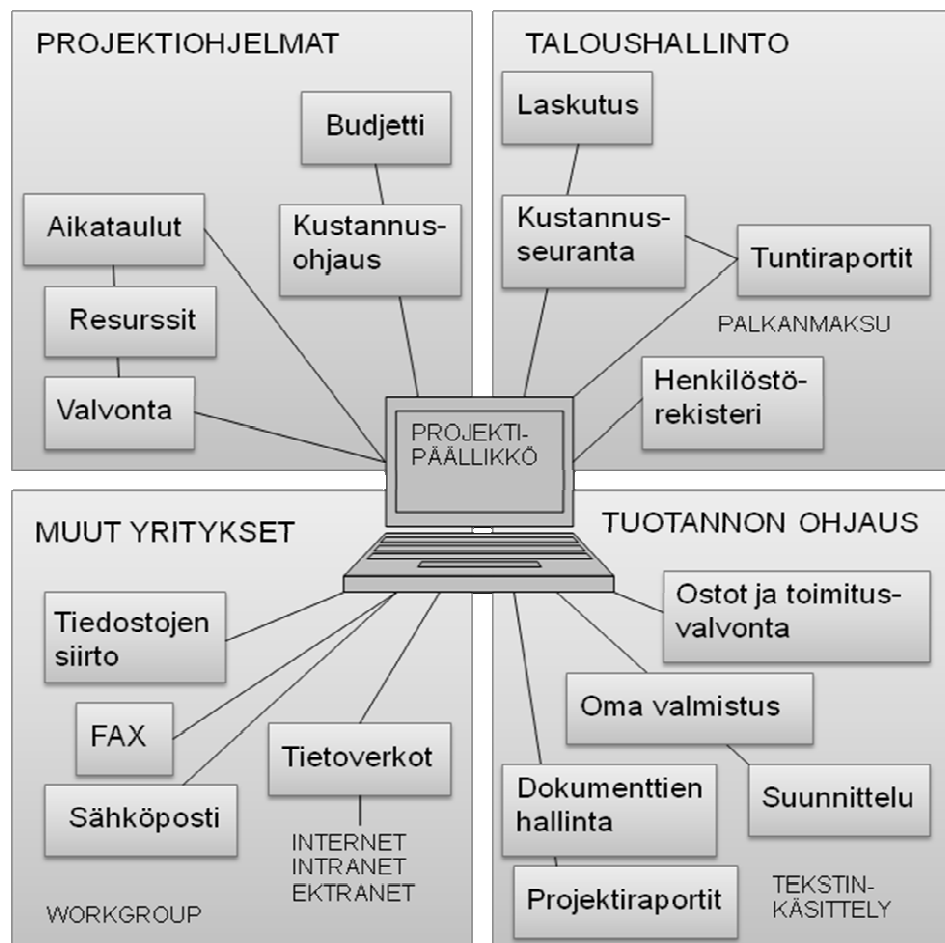 PROJEKTIOHJELMAT
Budjetti
Kustannus-
ohjaus
Aikataulut
Resurssit
Valvonta
TALOUSHALLINTO
Laskutus
Kustannus-
seuranta
Tuntiraportit
PALKANMAKSU
Henkilöstö-
rekisteri
PROJEKTI-
PÄÄLLIKKÖ
MUUT YRITYKSET
Tiedostojen
siirto
FAX
Sähköposti
Tietoverkot
INTERNET
INTRANET
EKTRANET
WORKGROUP
TUOTANNON OHJAUS
Ostot ja toimitus-
valvonta
Oma valmistus
Suunnittelu
Dokumenttien
hallinta
Projektiraportit
TEKSTIN-
KÄSITTELY